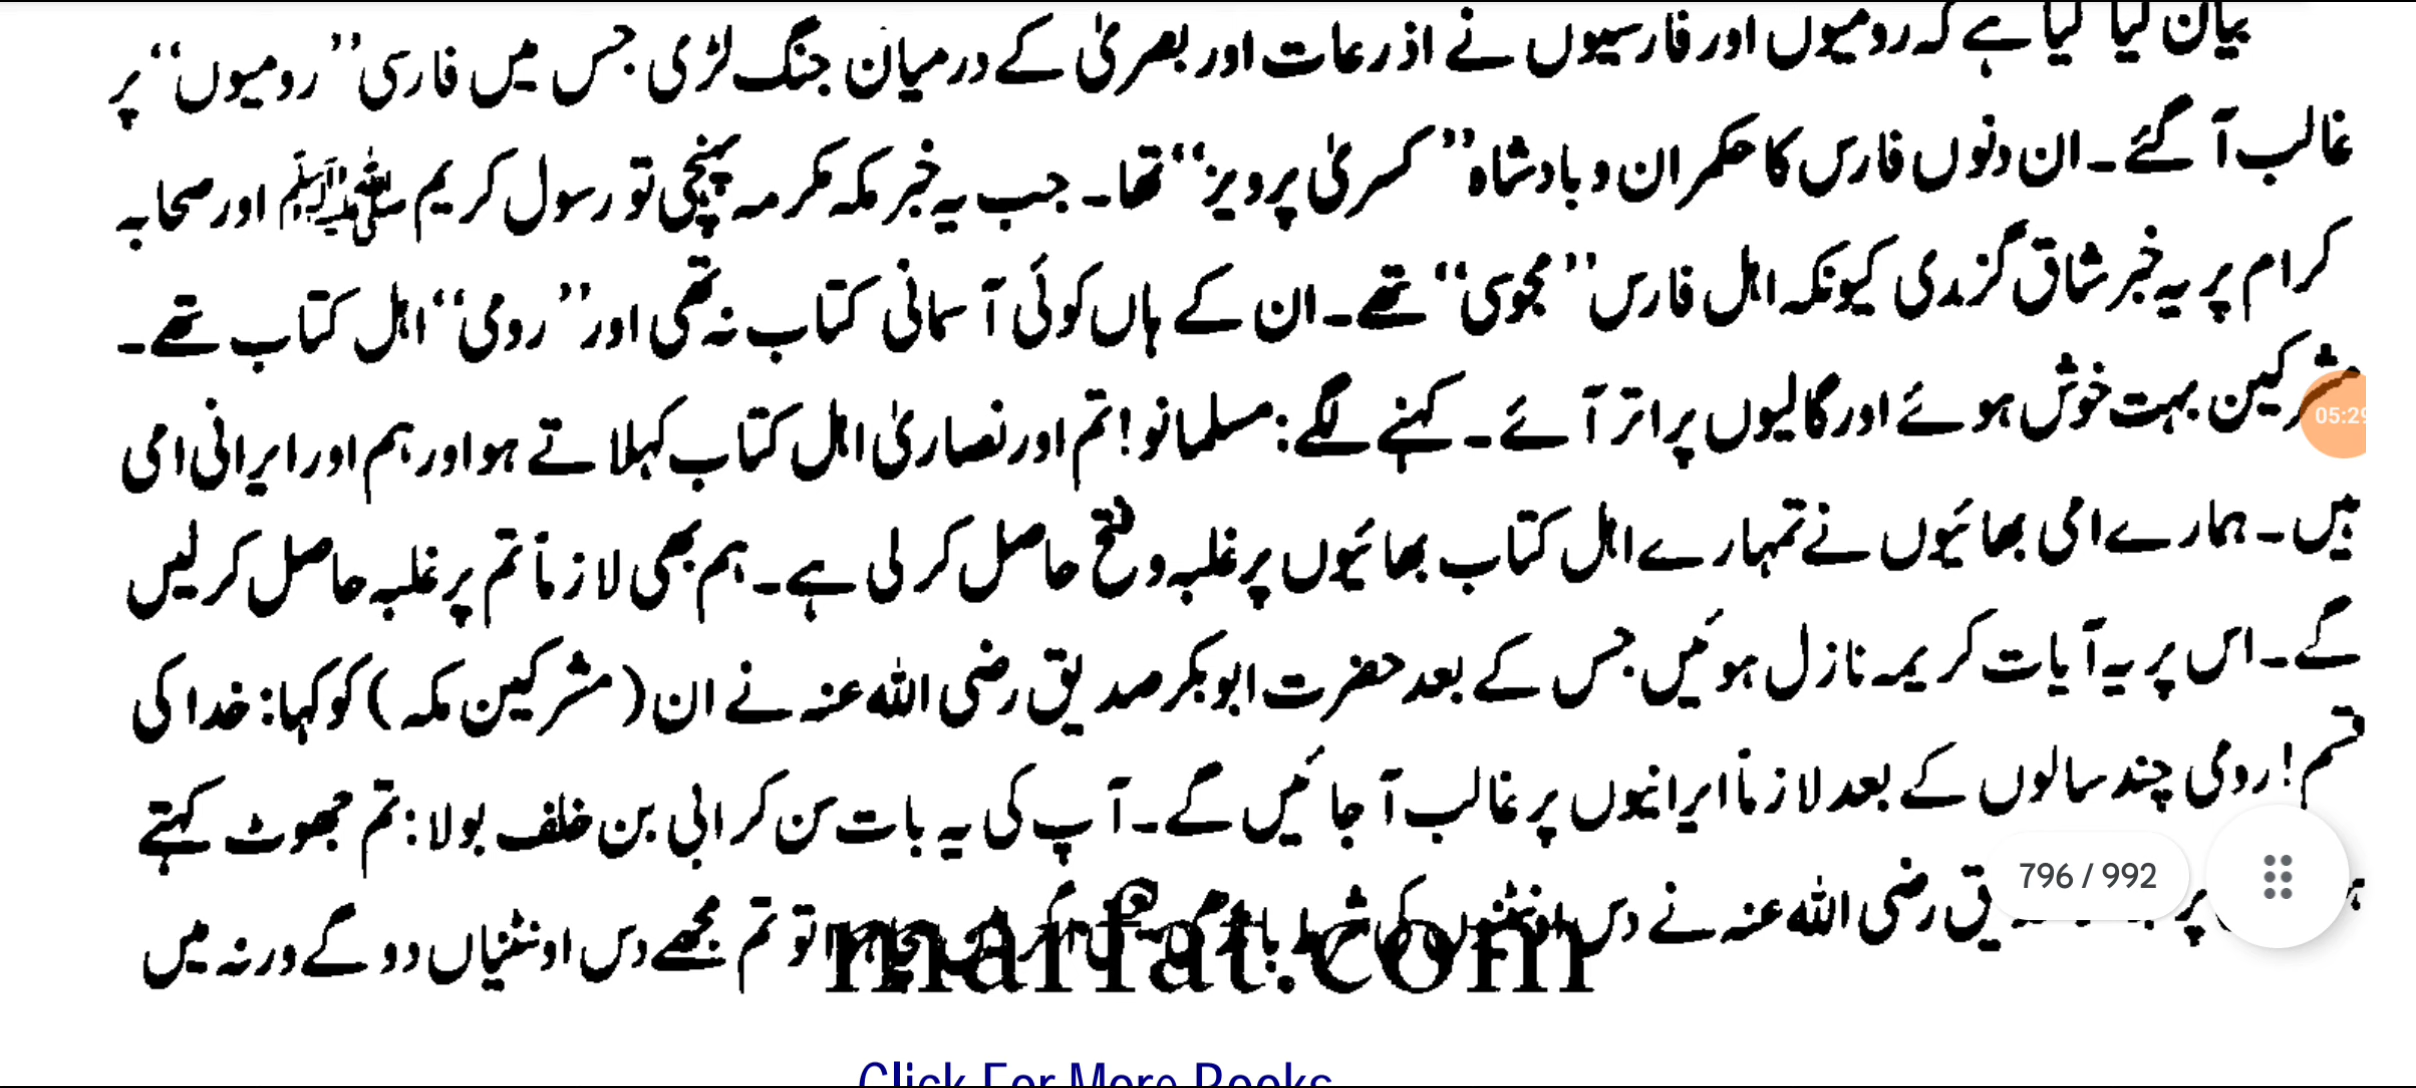 بیان کیا گیا ہے کہ رومیوں اور فارسیوں نے اذرعات اور بصریٰ کے درمیان جنگ لڑی جس میں فارسی ’’رومیوں‘‘ پر
غالب آ گئے۔ ان دنوں فارس کا حکمران و بادشاہ ’’کسریٰ پرویز‘‘ تھا۔ جب یہ خبر مکہ مکرمہ پہنچی تو رسول کریم ﷺ اور صحابہ
کرام پر یہ خبر شاق گزری کیونکہ اہل فارس ’’مجوسی‘‘ تھے۔ ان کے ہاں کوئی آسمانی کتاب نہ تھی اور ’’رومی‘‘ اہل کتاب تھے۔
مشرکین بہت خوش ہوئے اور گالیوں پر اتر آئے۔ کہنے لگے: مسلمانو! تم اور نصاریٰ اہل کتاب کہلاتے ہو اور ہم اور ایرانی امی
05:29
ہیں۔ ہمارے امی بھائیوں نے تمہارے اہل کتاب بھائیوں پر غلبہ و فتح حاصل کر لی ہے۔ ہم بھی لازماً تم پر غلبہ حاصل کر لیں
گے۔ اس پر یہ آیات کریمہ نازل ہوئیں جس کے بعد حضرت ابوبکر صدیق رضی اللہ عنہ نے ان (مشرکین مکہ) کو کہا: خدا کی
قسم! رومی چند سالوں کے بعد لازماً ایرانیوں پر غالب آ جائیں گے۔ آپ کی یہ بات سن کر ابی بن خلف بولا: تم جھوٹ کہتے
پر رضی اللہ عنہ نے دس تو تم مجھے دس اونٹنیاں دو گے ورنہ میں
796 / 992
marfat.com
Click For More Books